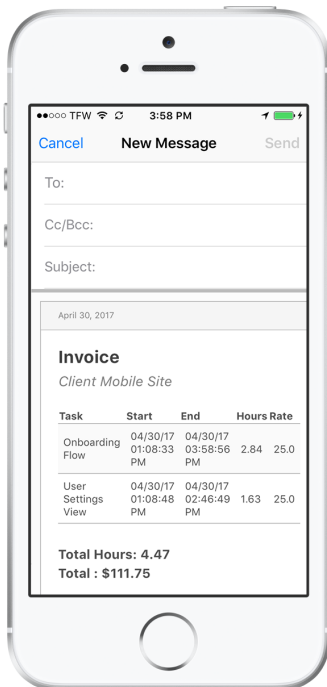 TFW 3:58 PM
Cancel New Message Send
To:
Cc/Bcc:
Subject:
April 30, 2017
Invoice
Client Mobile Site
Task Start End Hours Rate
Onboarding Flow 04/30/17 01:08:33 PM 04/30/17 03:58:56 PM 2.84 25.0
User Settings View 04/30/17 01:08:48 PM 04/30/17 02:46:49 PM 1.63 25.0
Total Hours: 4.47
Total : $111.75